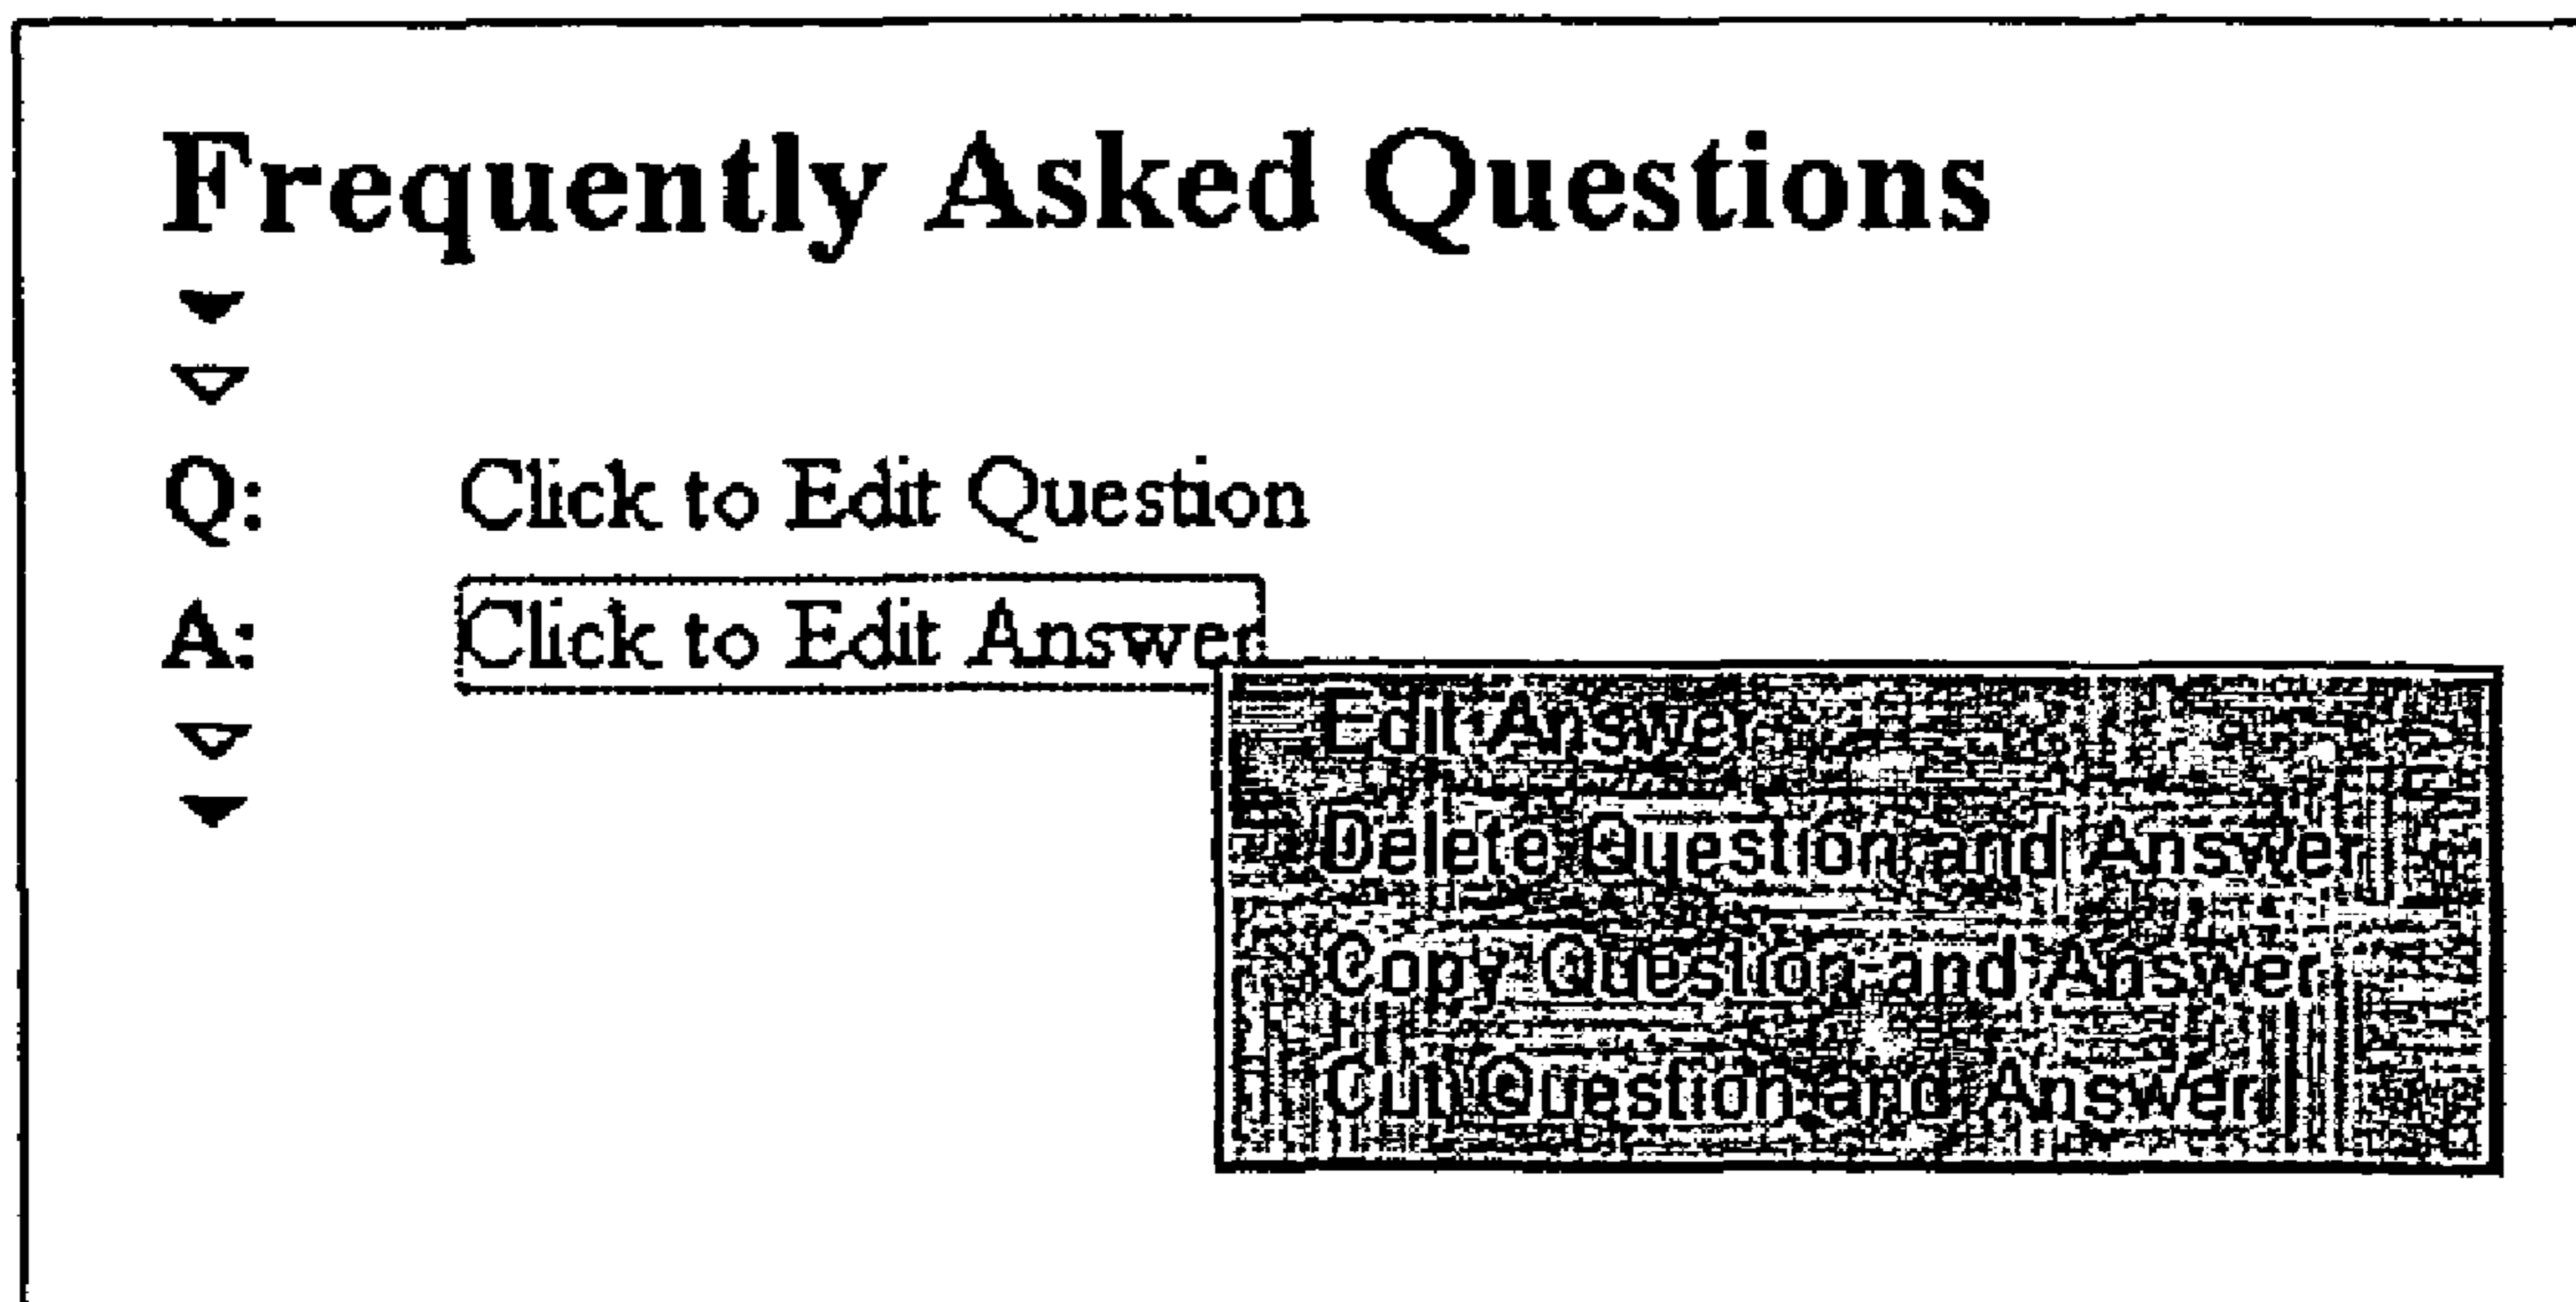 Frequently Asked Questions
Q: Click to Edit Question
A: Click to Edit Answer
Edit Answer
Delete Question and Answer
Copy Question and Answer
Cut Question and Answer